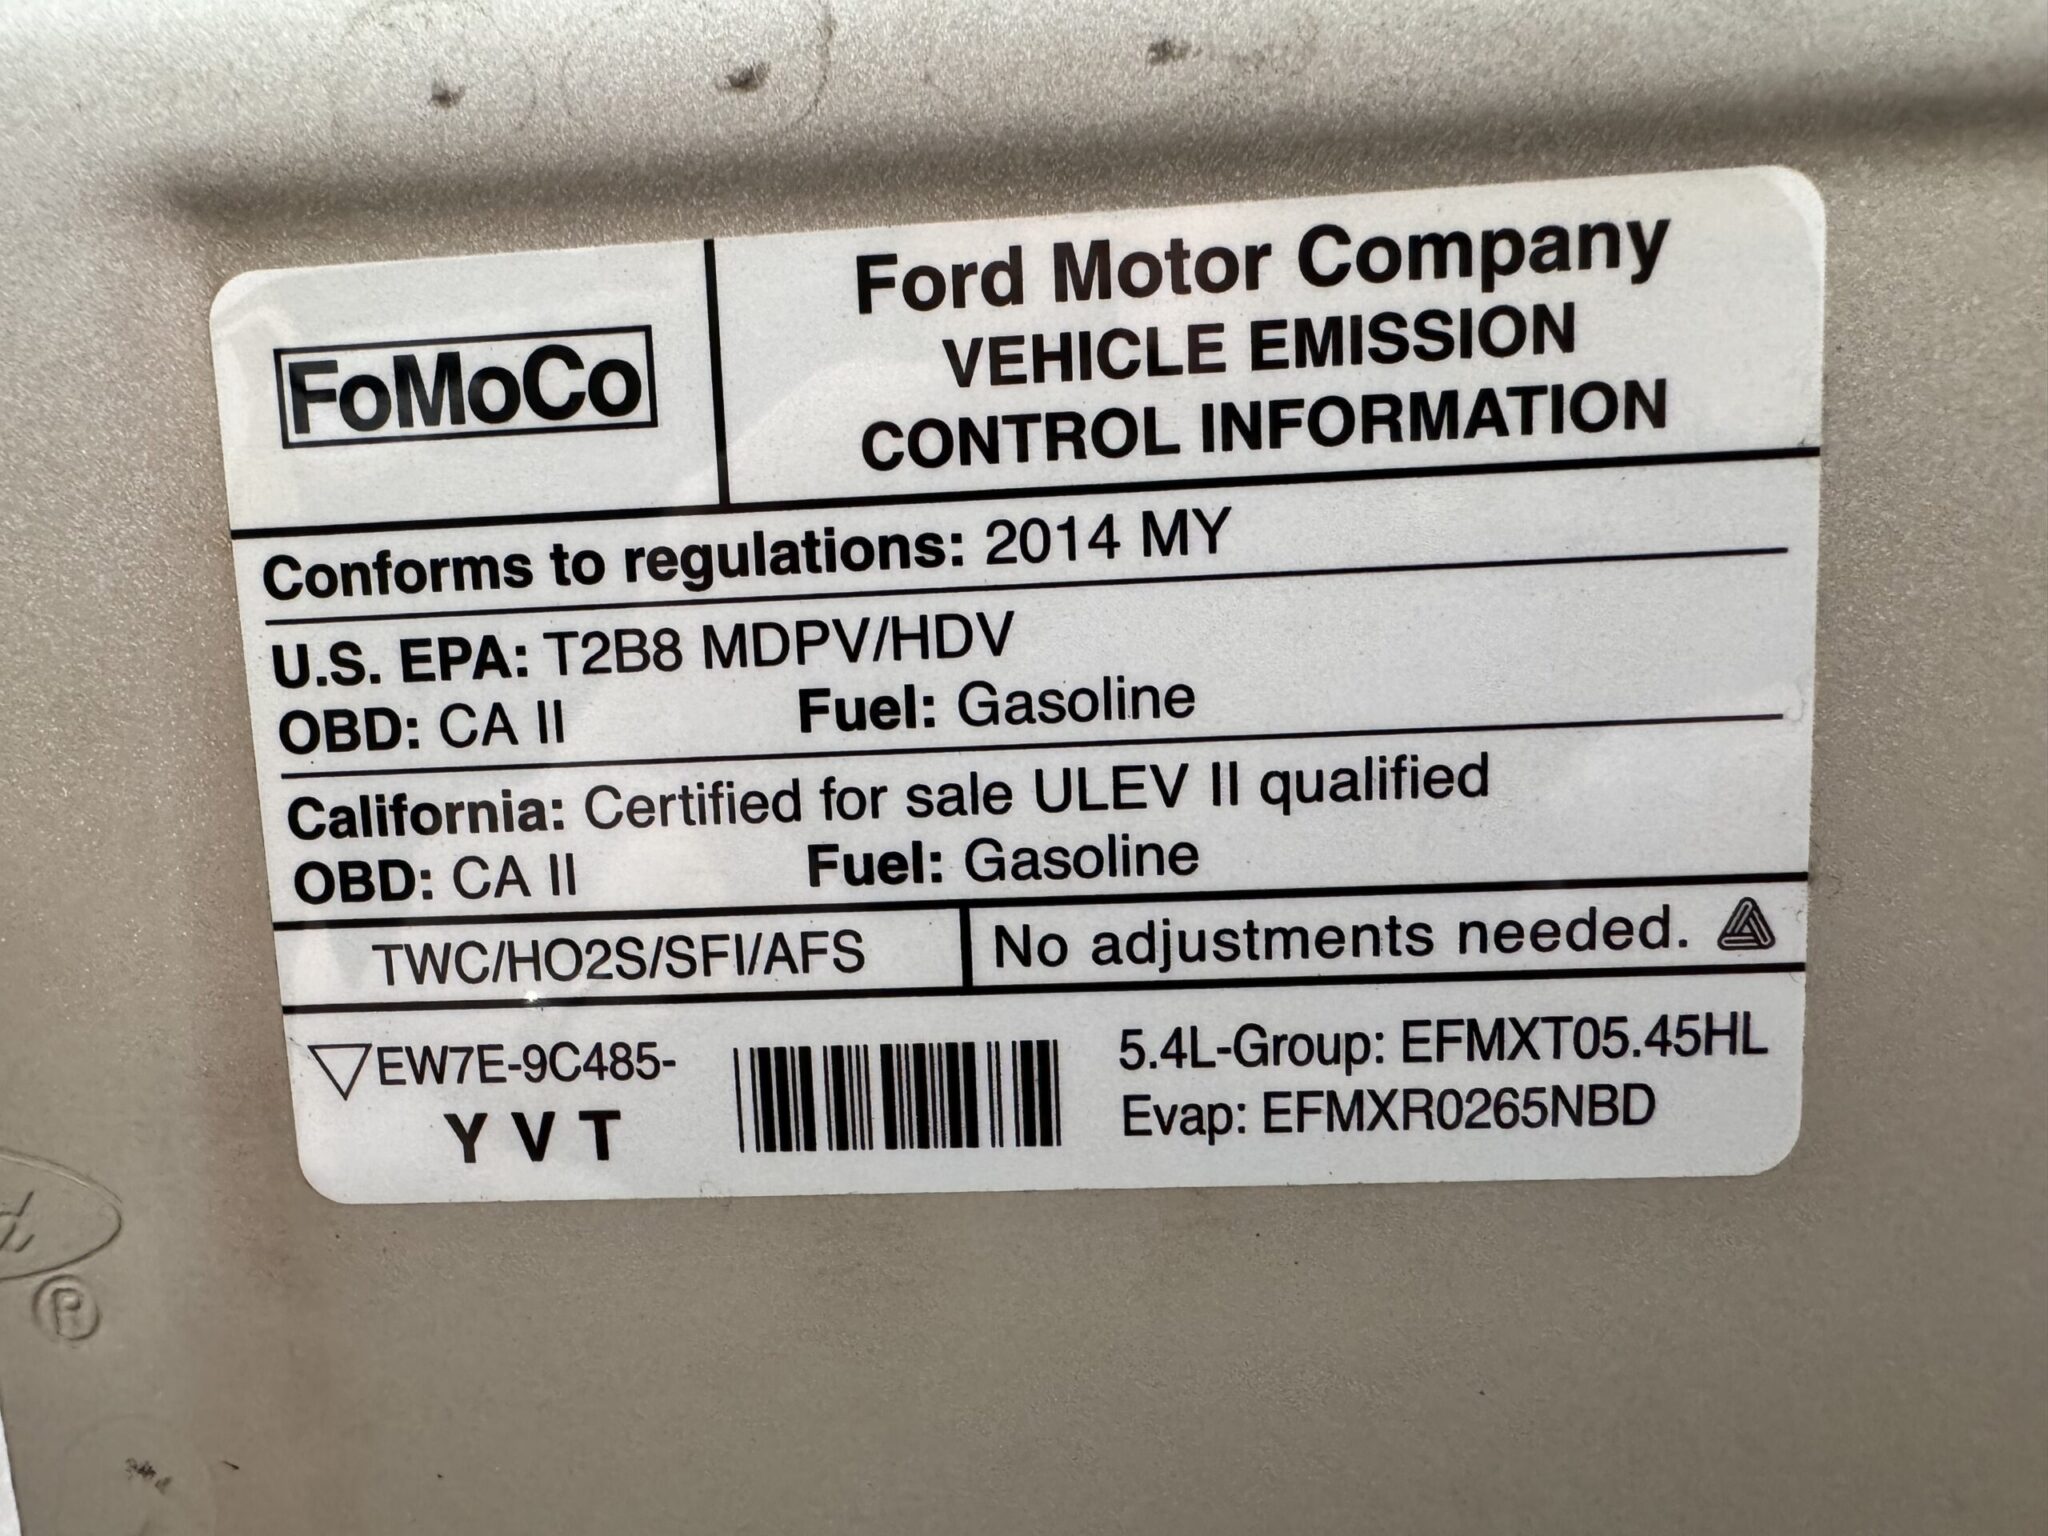 FoMoCo
Ford Motor Company
VEHICLE EMISSION
CONTROL INFORMATION
Conforms to regulations: 2014 MY
U.S. EPA: T2B8 MDPV/HDV
OBD: CA II Fuel: Gasoline
California: Certified for sale ULEV II qualified
OBD: CA II Fuel: Gasoline
TWC/HO2S/SFI/AFS
No adjustments needed.
EW7E-9C485-
Y V T
5.4L-Group: EFMXT05.45HL
Evap: EFMXR0265NBD
®